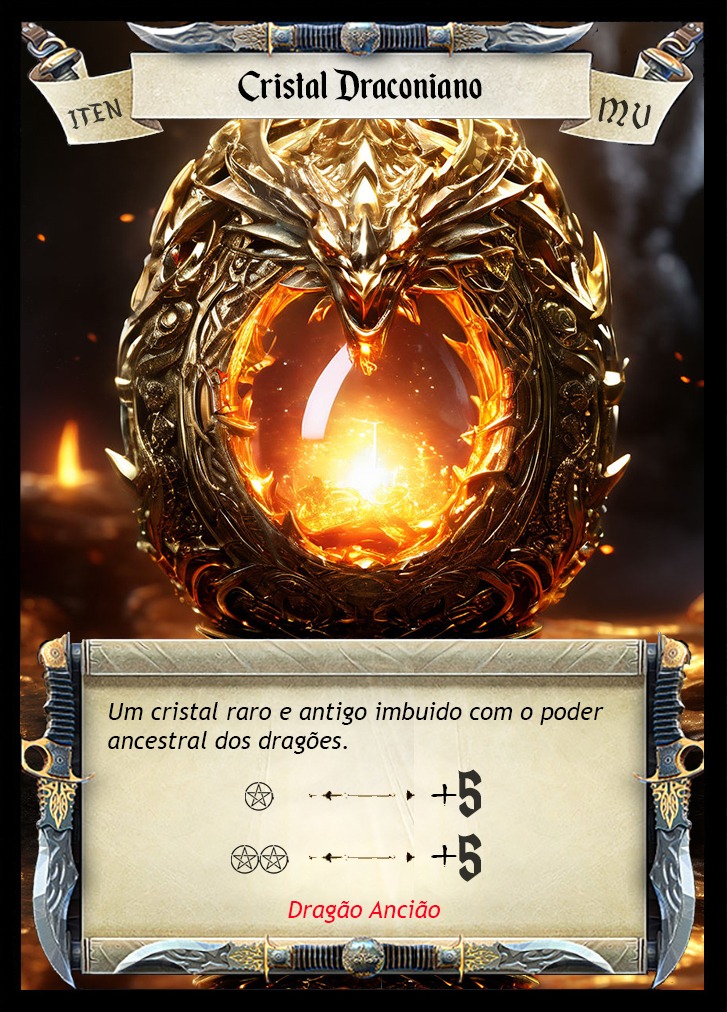 ITEN
Cristal Draconiano
MU
Um cristal raro e antigo imbuido com o poder
ancestral dos dragões.
+5
+5
Dragão Ancião